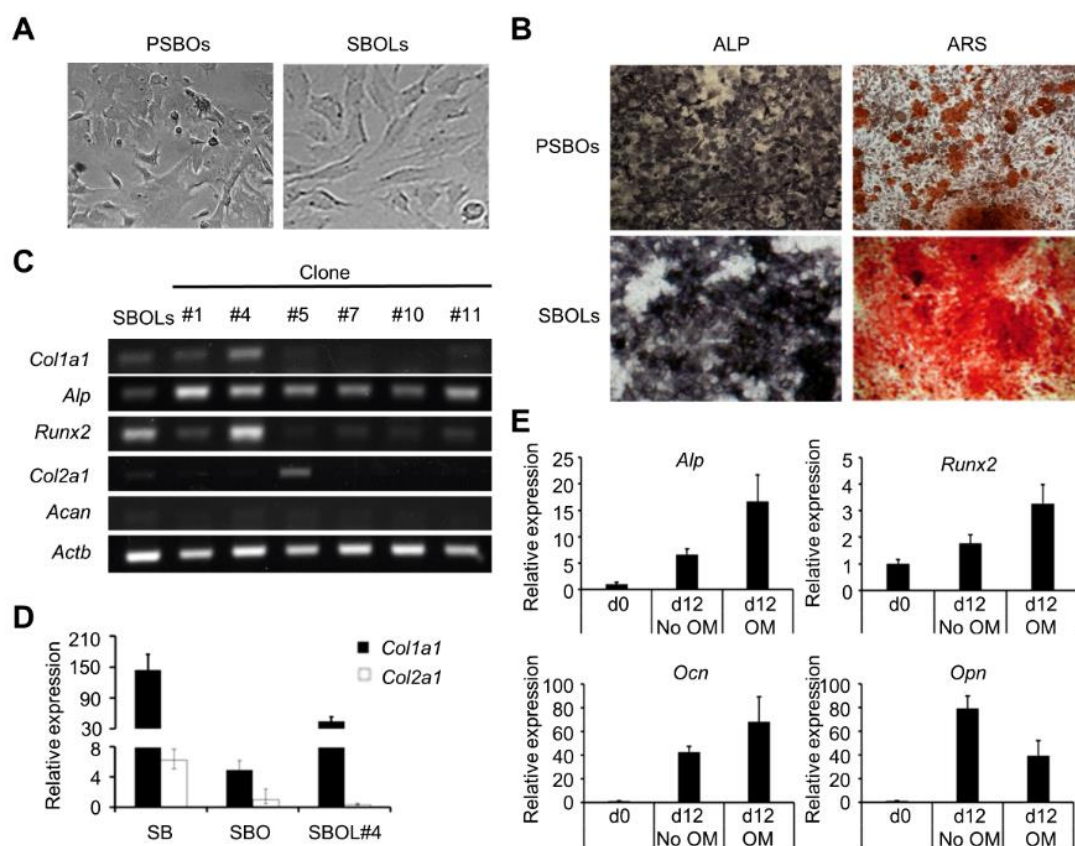 A
PSBOs SBOLs
B
ALP ARS
PSBOs
SBOLs
C
Clone
SBOLs #1 #4 #5 #7 #10 #11
Col1a1
Alp
Runx2
Col2a1
Acan
Actb
D
Relative expression
210
150
90
30
8
4
0
Col1a1
Col2a1
SB SBO SBOL#4
E
Alp
Relative expression
25
20
15
10
5
0
d0 d12 d12
No OM OM
Runx2
Relative expression
5
4
3
2
1
0
d0 d12 d12
No OM OM
Ocn
Relative expression
100
80
60
40
20
0
d0 d12 d12
No OM OM
Opn
Relative expression
100
80
60
40
20
0
d0 d12 d12
No OM OM